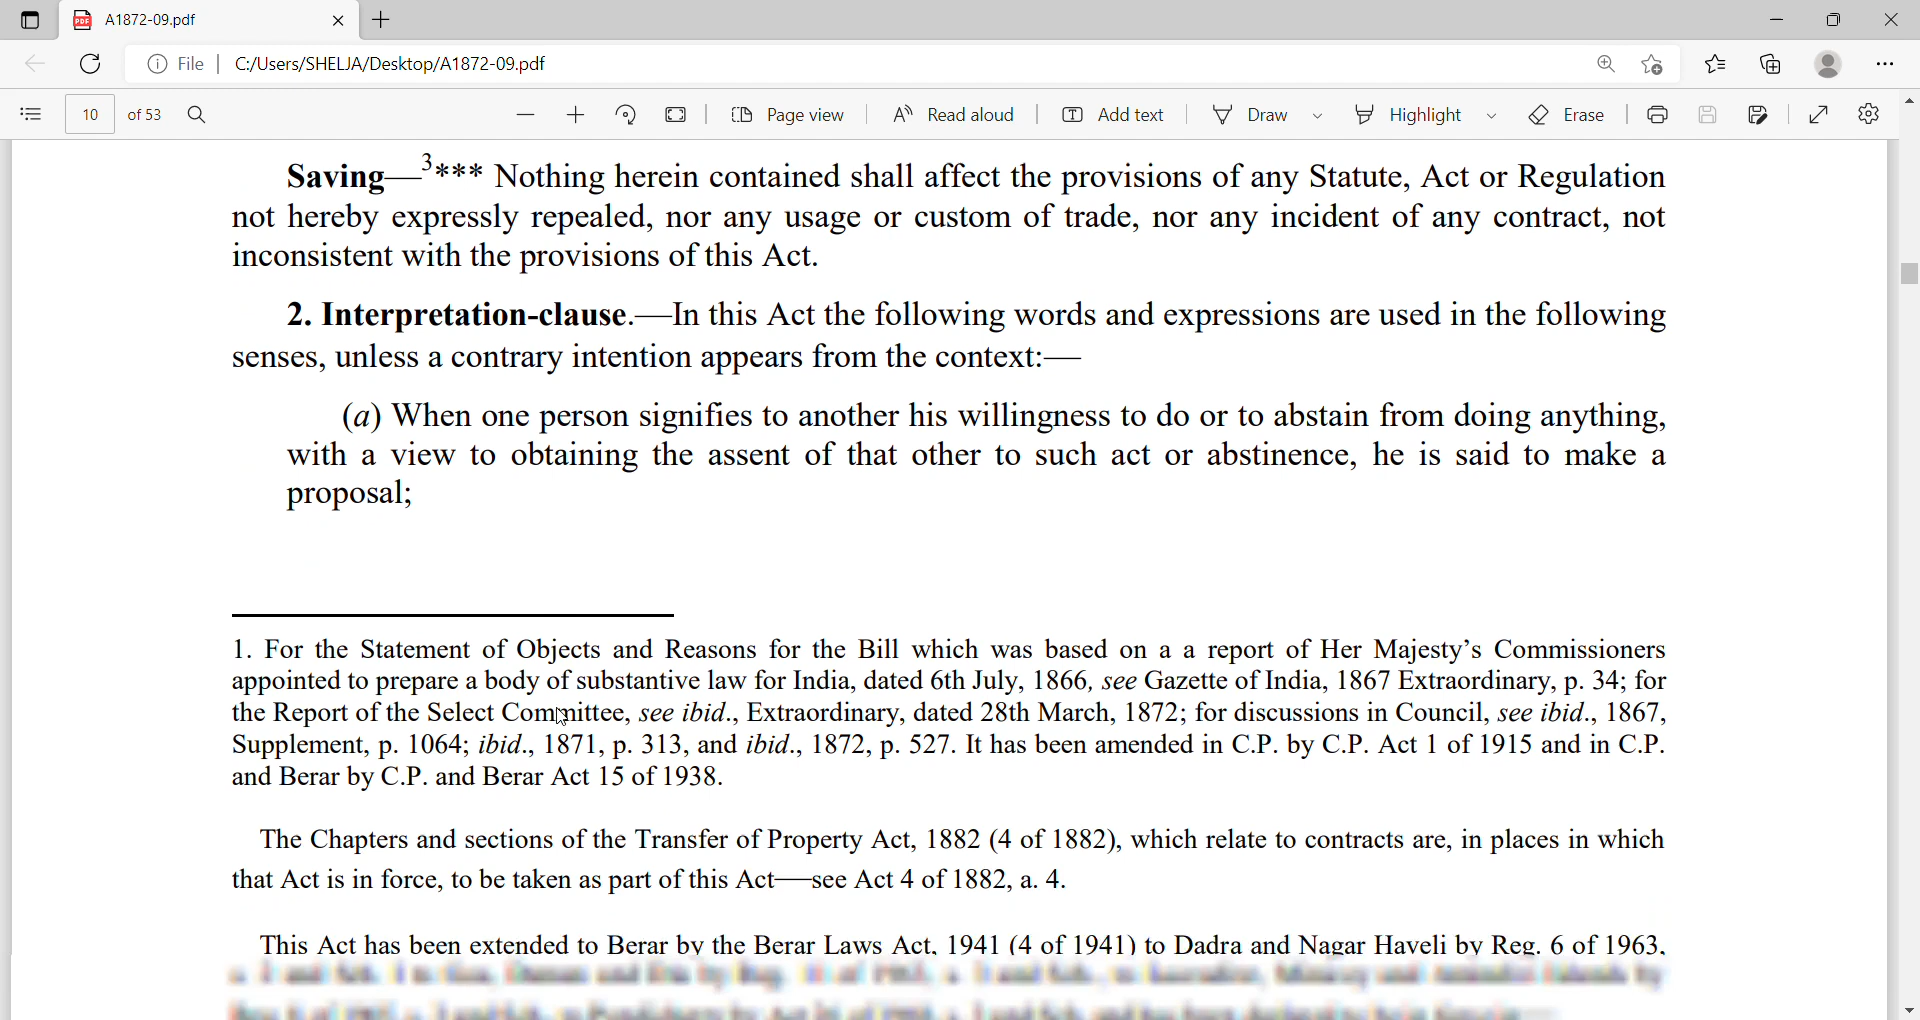 A1872-09.pdf
File
C:/Users/SHELJA/Desktop/A1872-09.pdf
10 of 53 Page view Read aloud Add text Draw Highlight Erase
Saving—3*** Nothing herein contained shall affect the provisions of any Statute, Act or Regulation
not hereby expressly repealed, nor any usage or custom of trade, nor any incident of any contract, not
inconsistent with the provisions of this Act.
2. Interpretation-clause.—In this Act the following words and expressions are used in the following
senses, unless a contrary intention appears from the context:—
(a) When one person signifies to another his willingness to do or to abstain from doing anything,
with a view to obtaining the assent of that other to such act or abstinence, he is said to make a
proposal;
1. For the Statement of Objects and Reasons for the Bill which was based on a a report of Her Majesty’s Commissioners
appointed to prepare a body of substantive law for India, dated 6th July, 1866, see Gazette of India, 1867 Extraordinary, p. 34; for
the Report of the Select Committee, see ibid., Extraordinary, dated 28th March, 1872; for discussions in Council, see ibid., 1867,
Supplement, p. 1064; ibid., 1871, p. 313, and ibid., 1872, p. 527. It has been amended in C.P. by C.P. Act 1 of 1915 and in C.P.
and Berar by C.P. and Berar Act 15 of 1938.
The Chapters and sections of the Transfer of Property Act, 1882 (4 of 1882), which relate to contracts are, in places in which
that Act is in force, to be taken as part of this Act—see Act 4 of 1882, a. 4.
This Act has been extended to Berar by the Berar Laws Act, 1941 (4 of 1941) to Dadra and Nagar Haveli by Reg. 6 of 1963,